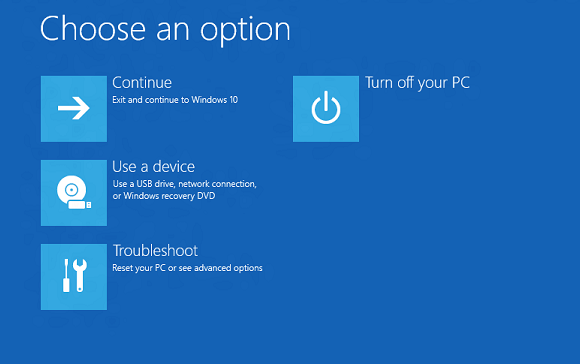 Choose an option
Continue
Exit and continue to Windows 10
Turn off your PC
Use a device
Use a USB drive, network connection,
or Windows recovery DVD
Troubleshoot
Reset your PC or see advanced options